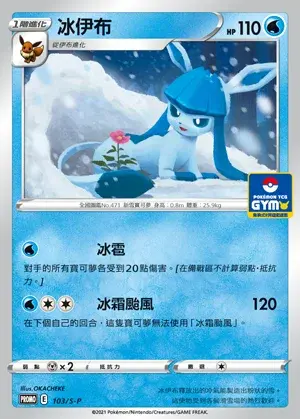 1階進化
冰伊布
HP 110
從伊布進化
全國圖鑑No.471 新雪寶可夢 身高：0.8m 體重：25.9kg
POKÉMON TCG
GYM
冰雹
對手的所有寶可夢各受到20點傷害。[在備戰區不計算弱點、抵抗力。]
冰霜颱風 120
在下個自己的回合，這隻寶可夢無法使用「冰霜颱風」。
弱點 ×2 抵抗力 撤退
Illus. OKACHEKE
PROMO E 103/S-P
©2021 Pokémon/Nintendo/Creatures/GAME FREAK.